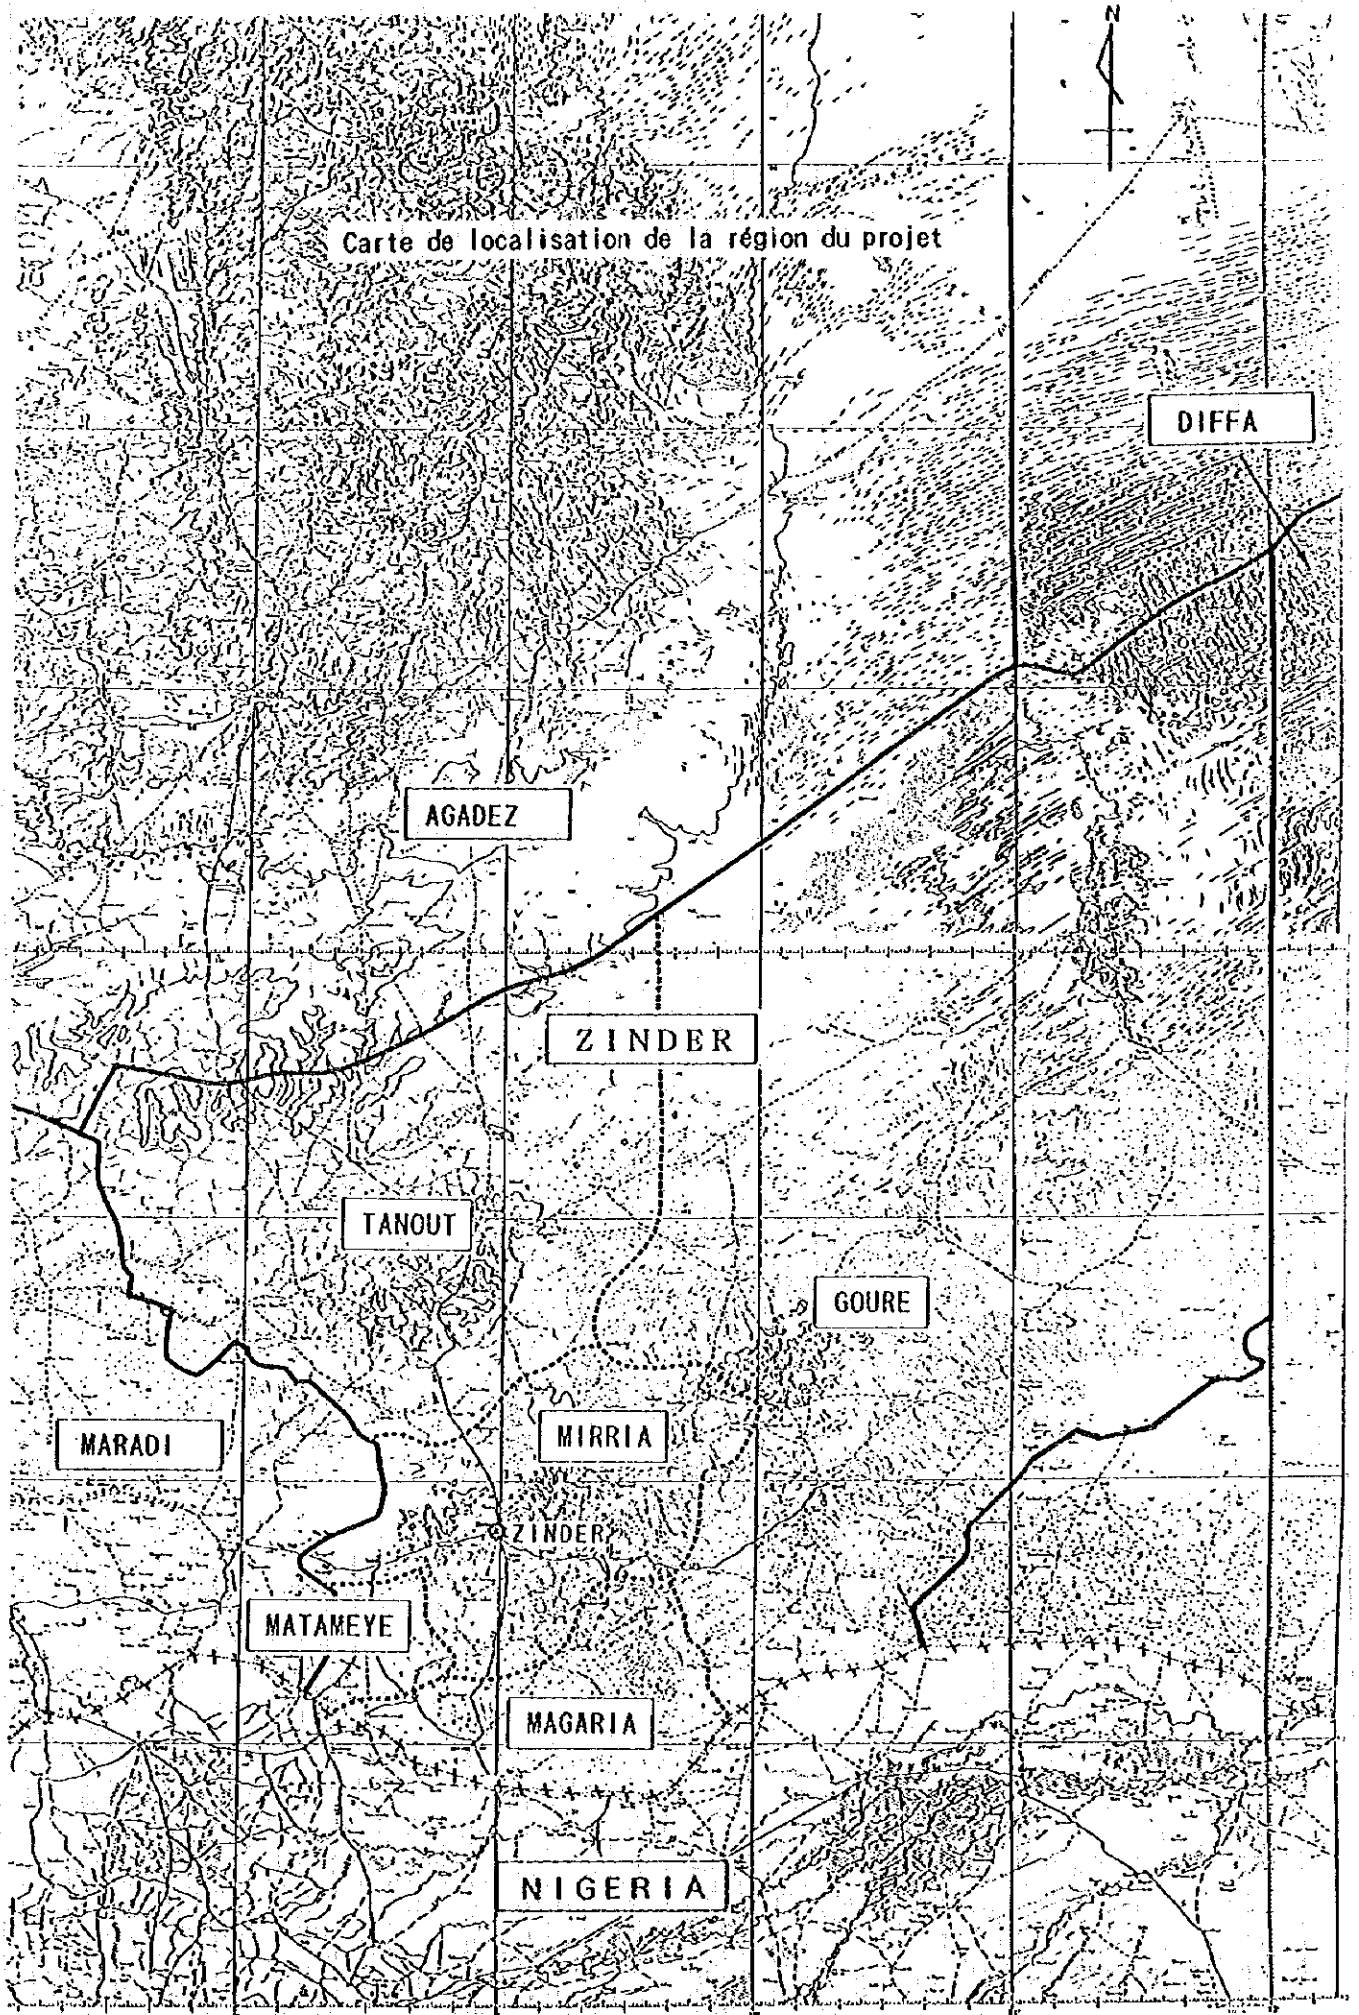 N
Carte de localisation de la région du projet
DIFFA
AGADEZ
ZINDER
TANOUT
GOURE
MARADI
MIRRIA
ZINDER
MATAMEYE
MAGARIA
NIGERIA